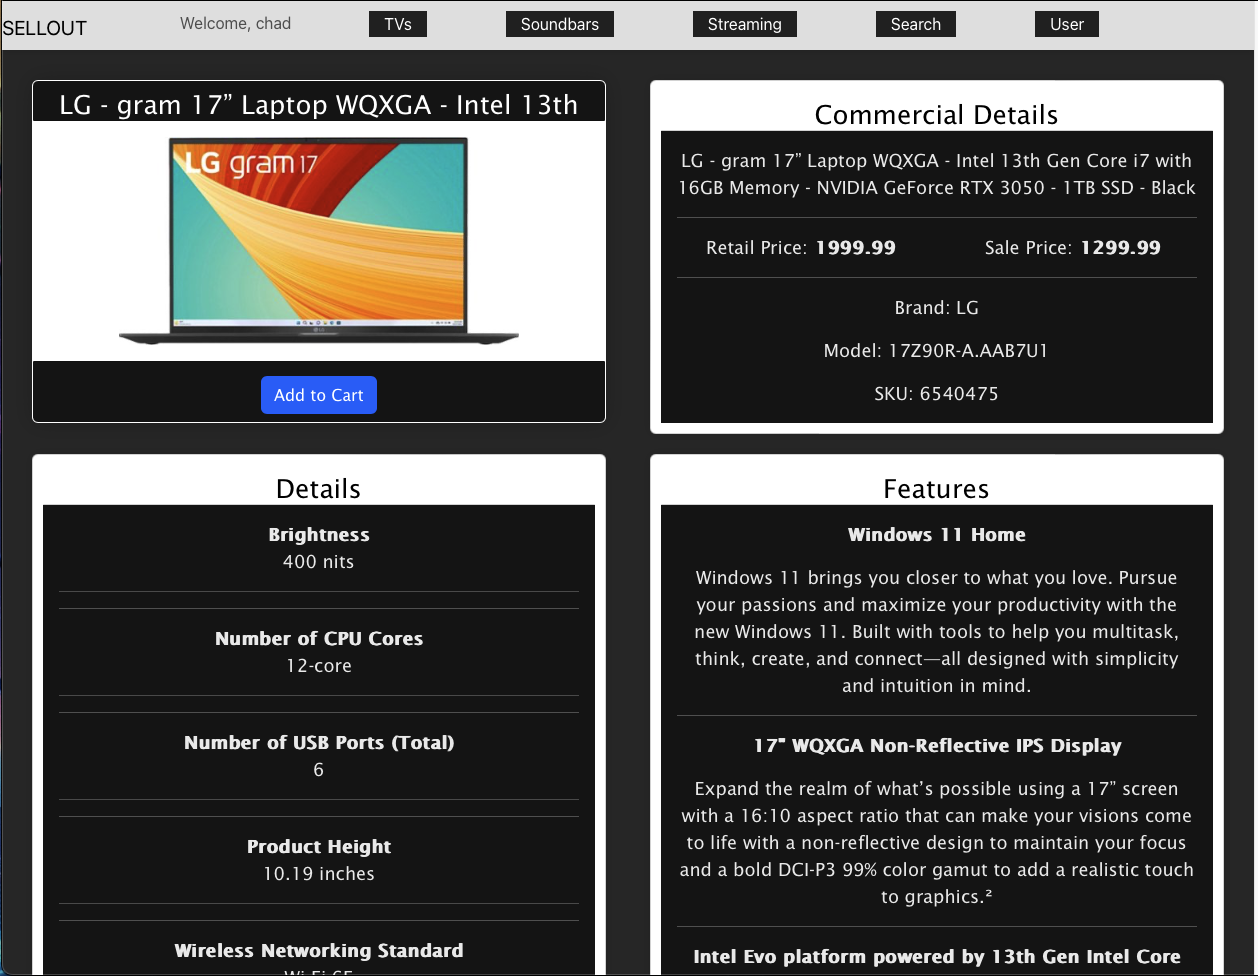 SELLOUT
Welcome, chad
TVs
Soundbars
Streaming
Search
User
LG - gram 17” Laptop WQXGA - Intel 13th
LG gram 17
Add to Cart
Commercial Details
LG - gram 17” Laptop WQXGA - Intel 13th Gen Core i7 with
16GB Memory - NVIDIA GeForce RTX 3050 - 1TB SSD - Black
Retail Price: 1999.99
Sale Price: 1299.99
Brand: LG
Model: 17Z90R-A.AAB7U1
SKU: 6540475
Details
Brightness
400 nits
Number of CPU Cores
12-core
Number of USB Ports (Total)
6
Product Height
10.19 inches
Wireless Networking Standard
Features
Windows 11 Home
Windows 11 brings you closer to what you love. Pursue
your passions and maximize your productivity with the
new Windows 11. Built with tools to help you multitask,
think, create, and connect—all designed with simplicity
and intuition in mind.
17" WQXGA Non-Reflective IPS Display
Expand the realm of what’s possible using a 17" screen
with a 16:10 aspect ratio that can make your visions come
to life with a non-reflective design to maintain your focus
and a bold DCI-P3 99% color gamut to add a realistic touch
to graphics.²
Intel Evo platform powered by 13th Gen Intel Core